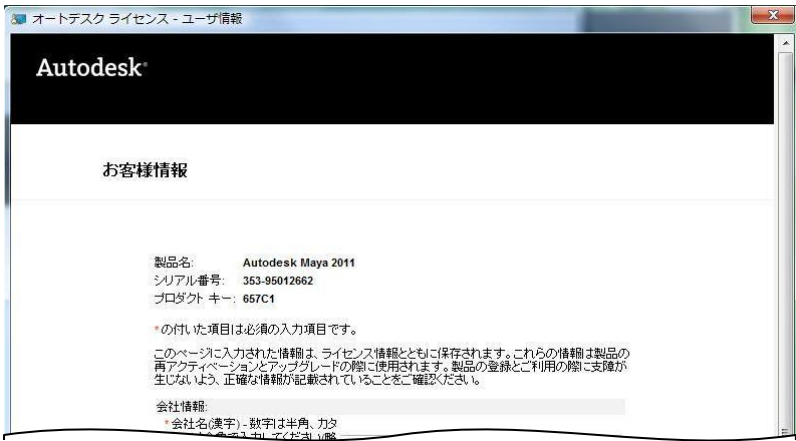 オートデスク ライセンス - ユーザ情報
Autodesk
お客様情報
製品名: Autodesk Maya 2011
シリアル番号: 353-95012662
プロダクト キー: 657C1
*の付いた項目は必須の入力項目です。
このページに入力された情報は、ライセンス情報とともに保存されます。これらの情報は製品の
再アクティベーションとアップグレードの際に使用されます。製品の登録とご利用の際に支障が
生じないよう、正確な情報が記載されていることをご確認ください。
会社情報:
*会社名(漢字) - 数字は半角、カタ